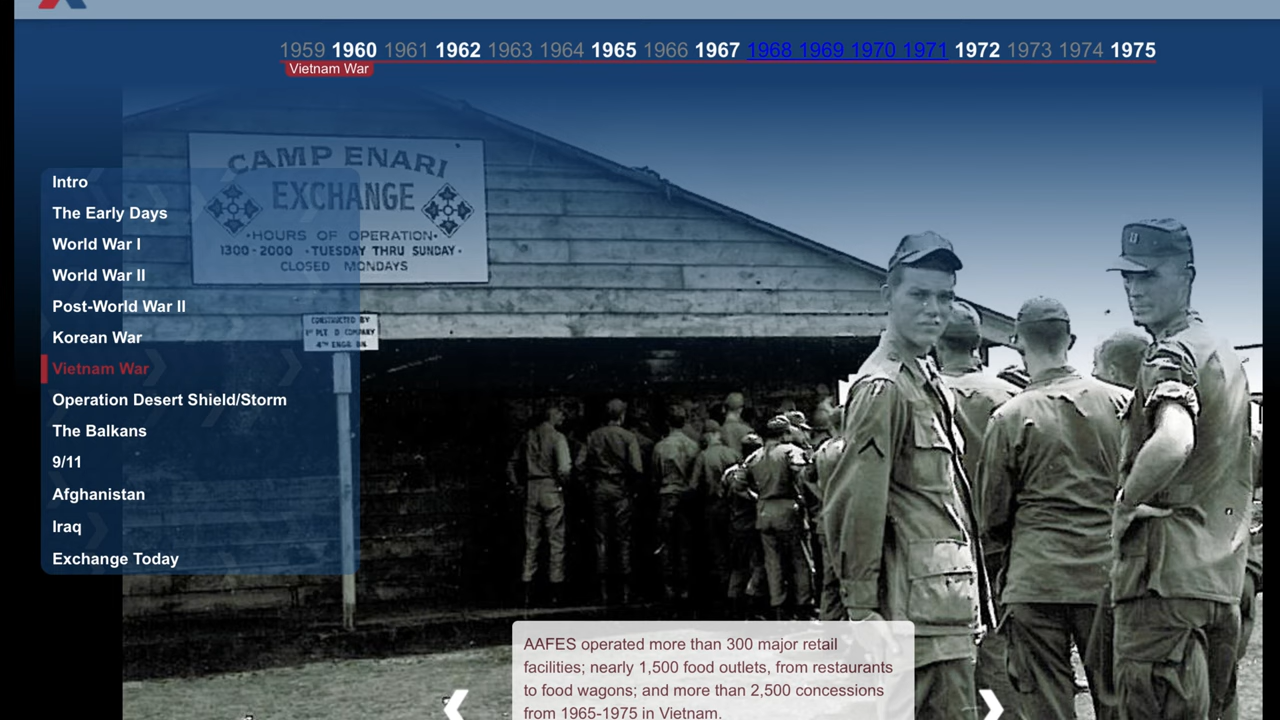 1959 1960 1961 1962 1963 1964 1965 1966 1967 1968 1969 1970 1971 1972 1973 1974 1975
Vietnam War
CAMP ENARI
EXCHANGE
•HOURS OF OPERATION•
1300-2000 -TUESDAY THRU SUNDAY-
CLOSED MONDAYS
CONSTRUCTED BY
1st PLT. D COMPANY
4TH ENGR BN
Intro
The Early Days
World War I
World War II
Post-World War II
Korean War
Vietnam War
Operation Desert Shield/Storm
The Balkans
9/11
Afghanistan
Iraq
Exchange Today
AAFES operated more than 300 major retail
facilities; nearly 1,500 food outlets, from restaurants
to food wagons; and more than 2,500 concessions
from 1965-1975 in Vietnam.